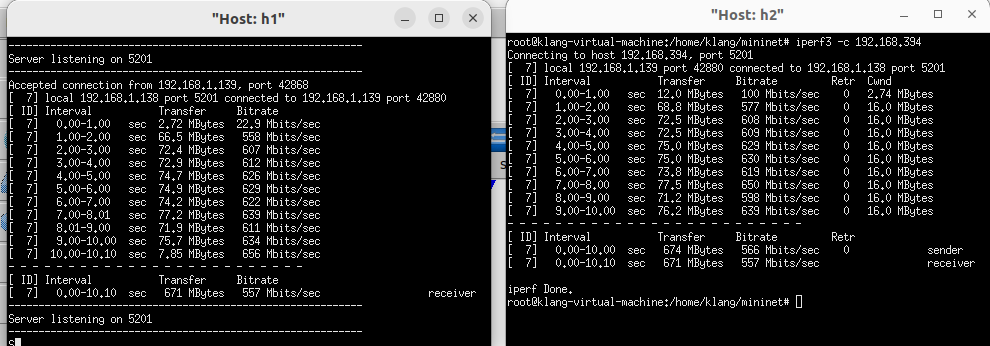 "Host: h1"
------------------------------------------------------------
Server listening on 5201
------------------------------------------------------------
Accepted connection from 192.168.1.139, port 42868
[  7] local 192.168.1.138 port 5201 connected to 192.168.1.139 port 42880
[ ID] Interval           Transfer     Bitrate
[  7]   0.00-1.00   sec  2.72 MBytes  22.9 Mbits/sec
[  7]   1.00-2.00   sec  66.5 MBytes   558 Mbits/sec
[  7]   2.00-3.00   sec  72.4 MBytes   607 Mbits/sec
[  7]   3.00-4.00   sec  72.9 MBytes   612 Mbits/sec
[  7]   4.00-5.00   sec  74.7 MBytes   626 Mbits/sec
[  7]   5.00-6.00   sec  74.9 MBytes   629 Mbits/sec
[  7]   6.00-7.00   sec  74.2 MBytes   622 Mbits/sec
[  7]   7.00-8.01   sec  77.2 MBytes   639 Mbits/sec
[  7]   8.01-9.00   sec  71.9 MBytes   611 Mbits/sec
[  7]   9.00-10.00  sec  75.7 MBytes   634 Mbits/sec
[  7]  10.00-10.10  sec  7.85 MBytes   656 Mbits/sec
- - - - - - - - - - - - - - - - - - - - - - - - -
[ ID] Interval           Transfer     Bitrate
[  7]   0.00-10.10  sec   671 MBytes   557 Mbits/sec                  receiver
------------------------------------------------------------
Server listening on 5201
------------------------------------------------------------
S
"Host: h2"
root@klang-virtual-machine:/home/klang/mininet# iperf3 -c 192.168.394
Connecting to host 192.168.394, port 5201
[  7] local 192.168.1.139 port 42880 connected to 192.168.1.138 port 5201
[ ID] Interval           Transfer     Bitrate         Retr  Cwnd
[  7]   0.00-1.00   sec  12.0 MBytes   100 Mbits/sec    0   2.74 MBytes
[  7]   1.00-2.00   sec  68.8 MBytes   577 Mbits/sec    0   16.0 MBytes
[  7]   2.00-3.00   sec  72.5 MBytes   608 Mbits/sec    0   16.0 MBytes
[  7]   3.00-4.00   sec  72.5 MBytes   609 Mbits/sec    0   16.0 MBytes
[  7]   4.00-5.00   sec  75.0 MBytes   629 Mbits/sec    0   16.0 MBytes
[  7]   5.00-6.00   sec  75.0 MBytes   630 Mbits/sec    0   16.0 MBytes
[  7]   6.00-7.00   sec  73.8 MBytes   619 Mbits/sec    0   16.0 MBytes
[  7]   7.00-8.00   sec  77.5 MBytes   650 Mbits/sec    0   16.0 MBytes
[  7]   8.00-9.00   sec  71.2 MBytes   598 Mbits/sec    0   16.0 MBytes
[  7]   9.00-10.00  sec  76.2 MBytes   639 Mbits/sec    0   16.0 MBytes
- - - - - - - - - - - - - - - - - - - - - - - - -
[ ID] Interval           Transfer     Bitrate         Retr
[  7]   0.00-10.00  sec   674 MBytes   566 Mbits/sec    0             sender
[  7]   0.00-10.10  sec   671 MBytes   557 Mbits/sec                  receiver
iperf Done.
root@klang-virtual-machine:/home/klang/mininet#